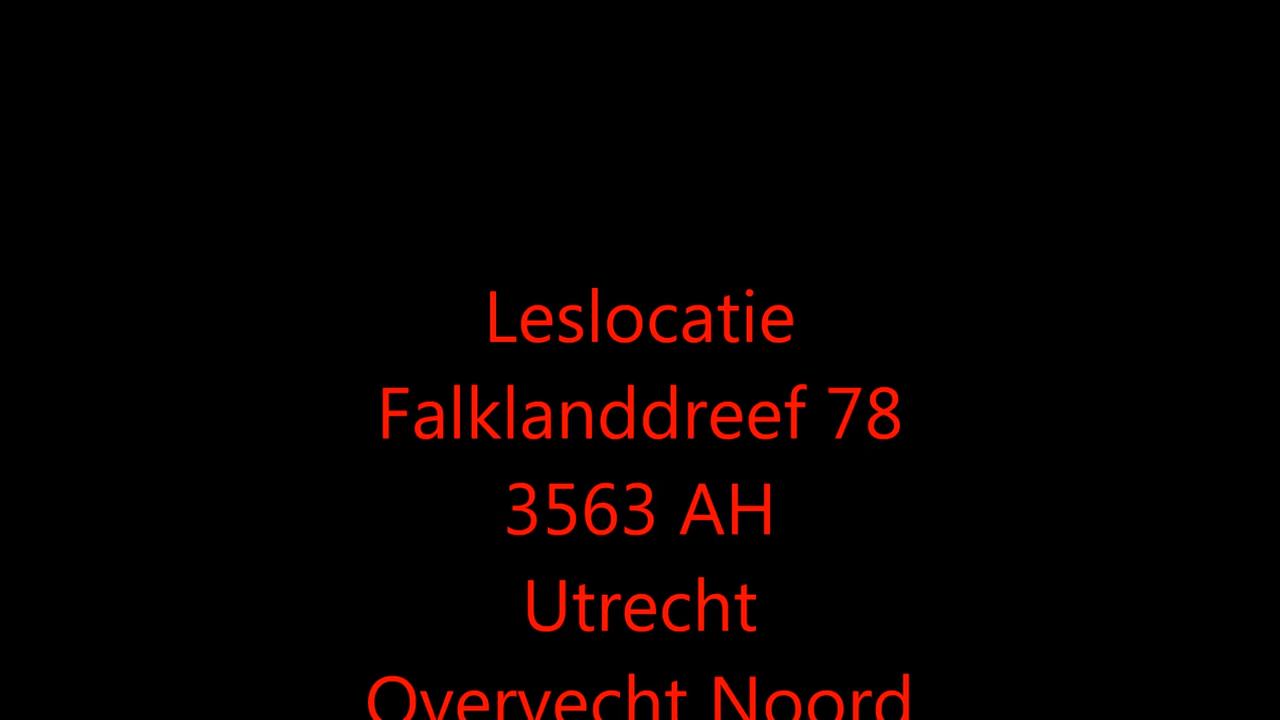 Leslocatie
Falklanddreef 78
3563 AH
Utrecht
Overvecht Noord